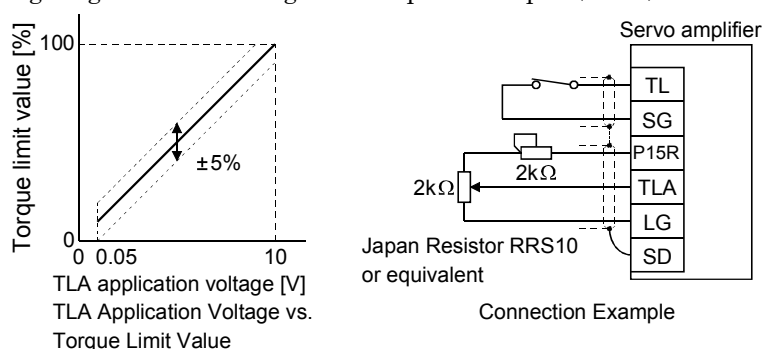 Torque limit value [%]
100
±5%
0
0 0.05 10
TLA application voltage [V]
TLA Application Voltage vs.
Torque Limit Value
Servo amplifier
TL
SG
P15R
2kΩ
2kΩ
TLA
LG
SD
Japan Resistor RRS10
or equivalent
Connection Example